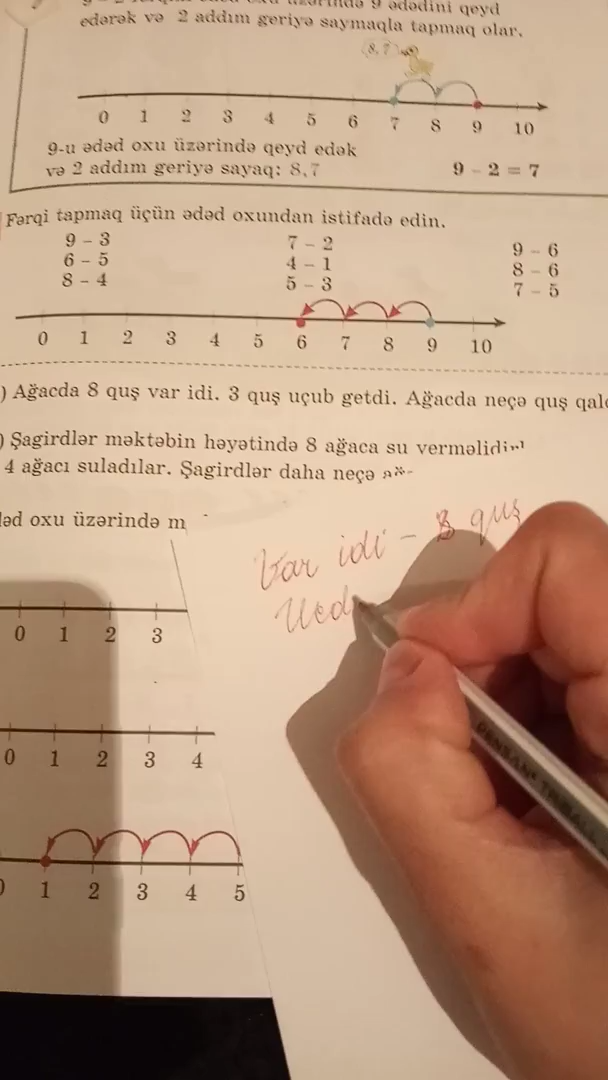 9 ədədini qeyd
edərək və 2 addım geriyə saymaqla tapmaq olar.
(8, 7)
0 1 2 3 4 5 6 7 8 9 10
9-u ədəd oxu üzərində qeyd edək
və 2 addım geriyə sayaq: 8,7 9 - 2 = 7
Fərqi tapmaq üçün ədəd oxundan istifadə edin.
9 - 3 7 - 2 9 - 6
6 - 5 4 - 1 8 - 6
8 - 4 5 - 3 7 - 5
0 1 2 3 4 5 6 7 8 9 10
) Ağacda 8 quş var idi. 3 quş uçub getdi. Ağacda neçə quş
) Şagirdlər məktəbin həyətində 8 ağaca su
4 ağacı suladılar. Şagirdlər daha neçə
oxu üzərində
Var idi - 8 quş
0 1 2 3
0 1 2 3 4
1 2 3 4 5